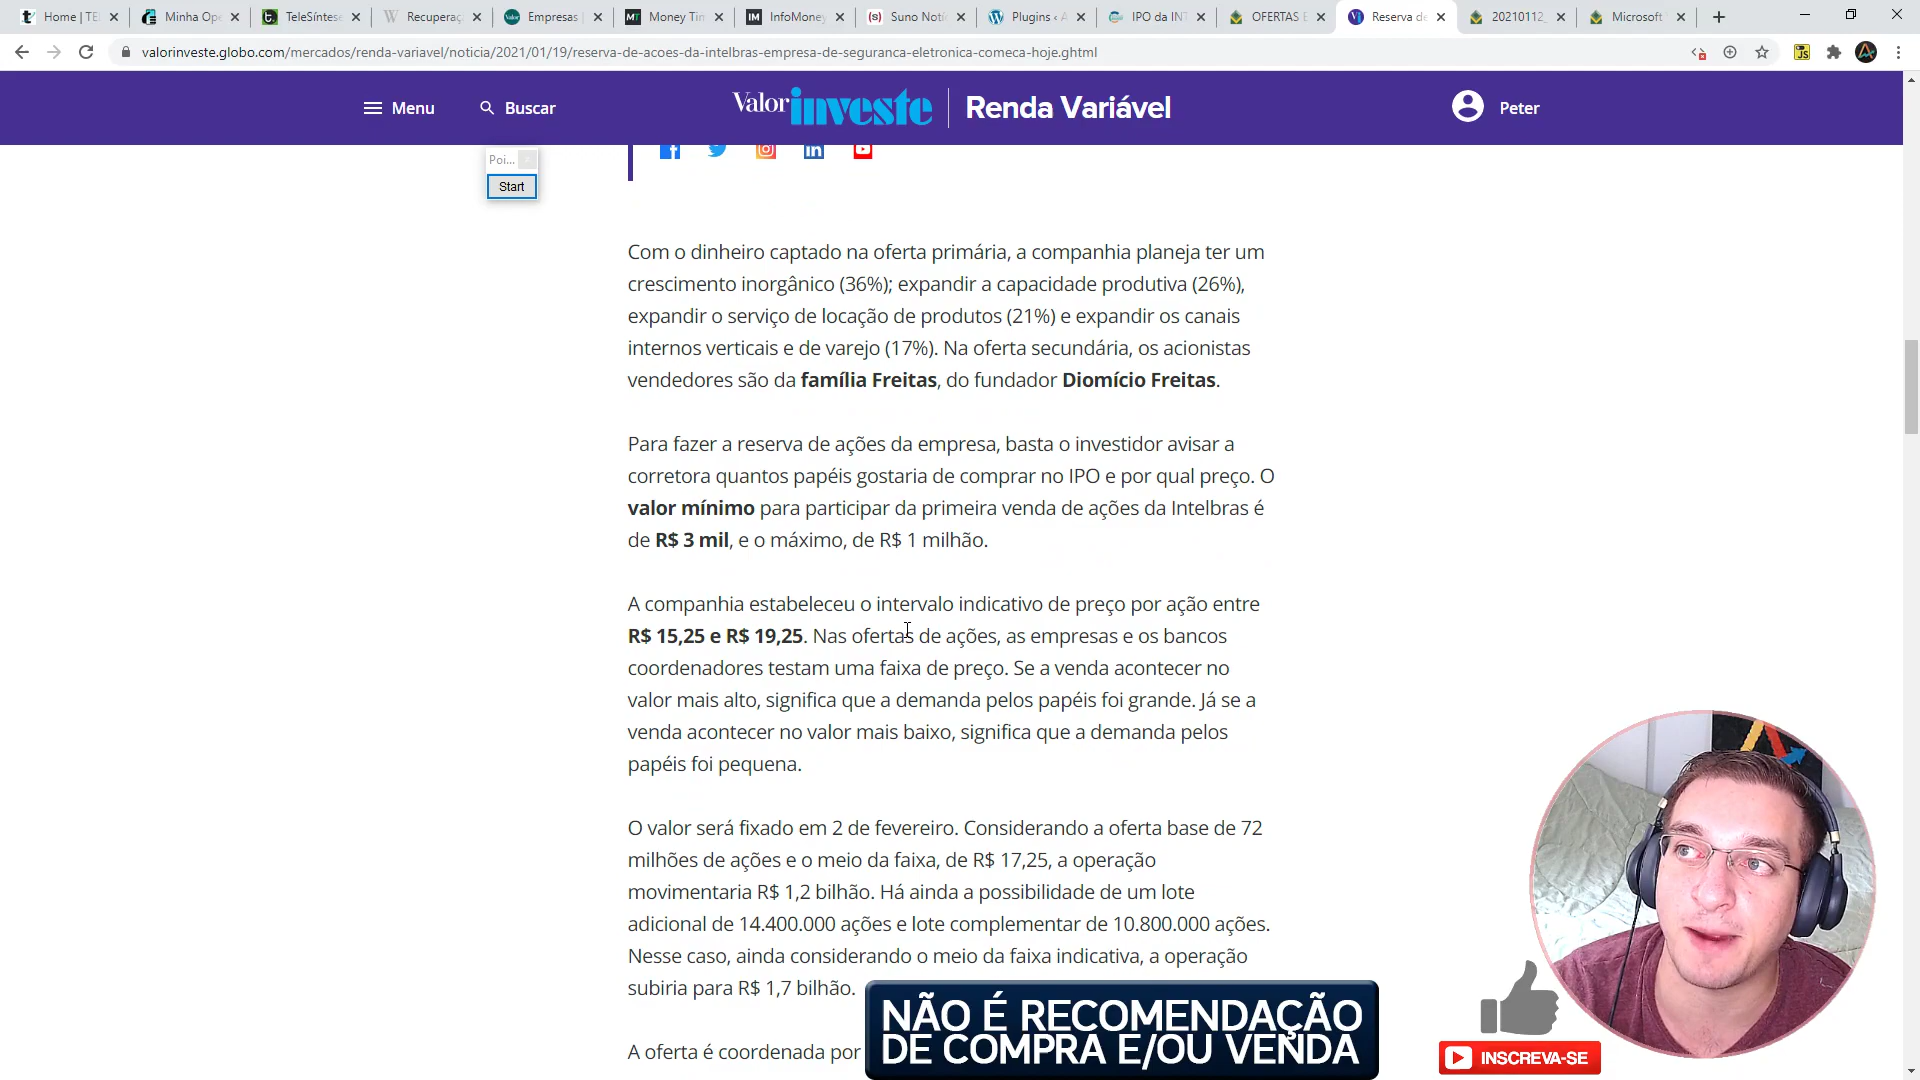 Home | TE
Minha Ope
TeleSíntese
Recuperaç
Empresas |
Money Tim
InfoMoney
Suno Notíc
Plugins ‹ A
IPO da INT
OFERTAS E
Reserva de
20210112_
Microsoft
valorinveste.globo.com/mercados/renda-variavel/noticia/2021/01/19/reserva-de-acoes-da-intelbras-empresa-de-seguranca-eletronica-comeca-hoje.ghtml
Menu
Buscar
Valor investe
Renda Variável
Peter
Poi...
Start
Com o dinheiro captado na oferta primária, a companhia planeja ter um
crescimento inorgânico (36%); expandir a capacidade produtiva (26%),
expandir o serviço de locação de produtos (21%) e expandir os canais
internos verticais e de varejo (17%). Na oferta secundária, os acionistas
vendedores são da família Freitas, do fundador Diomício Freitas.
Para fazer a reserva de ações da empresa, basta o investidor avisar a
corretora quantos papéis gostaria de comprar no IPO e por qual preço. O
valor mínimo para participar da primeira venda de ações da Intelbras é
de R$ 3 mil, e o máximo, de R$ 1 milhão.
A companhia estabeleceu o intervalo indicativo de preço por ação entre
R$ 15,25 e R$ 19,25. Nas ofertas de ações, as empresas e os bancos
coordenadores testam uma faixa de preço. Se a venda acontecer no
valor mais alto, significa que a demanda pelos papéis foi grande. Já se a
venda acontecer no valor mais baixo, significa que a demanda pelos
papéis foi pequena.
O valor será fixado em 2 de fevereiro. Considerando a oferta base de 72
milhões de ações e o meio da faixa, de R$ 17,25, a operação
movimentaria R$ 1,2 bilhão. Há ainda a possibilidade de um lote
adicional de 14.400.000 ações e lote complementar de 10.800.000 ações.
Nesse caso, ainda considerando o meio da faixa indicativa, a operação
subiria para R$ 1,7 bilhão.
A oferta é coordenada por
NÃO É RECOMENDAÇÃO
DE COMPRA E/OU VENDA
INSCREVA-SE